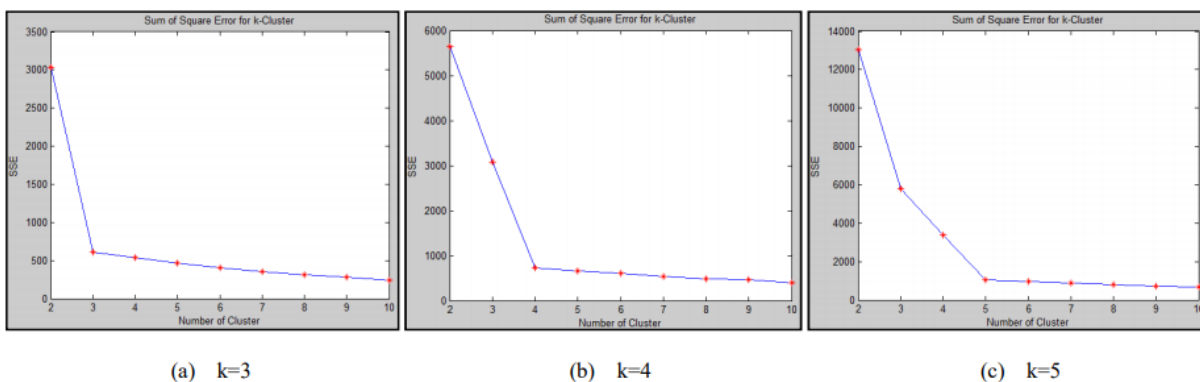 Sum of Square Error for k-Cluster
3500
3000
2500
2000
1500
1000
500
0
SSE
2 3 4 5 6 7 8 9 10
Number of Cluster
(a) k=3
Sum of Square Error for k-Cluster
6000
5000
4000
3000
2000
1000
0
SSE
2 3 4 5 6 7 8 9 10
Number of Cluster
(b) k=4
Sum of Square Error for k-Cluster
14000
12000
10000
8000
6000
4000
2000
0
SSE
2 3 4 5 6 7 8 9 10
Number of Cluster
(c) k=5